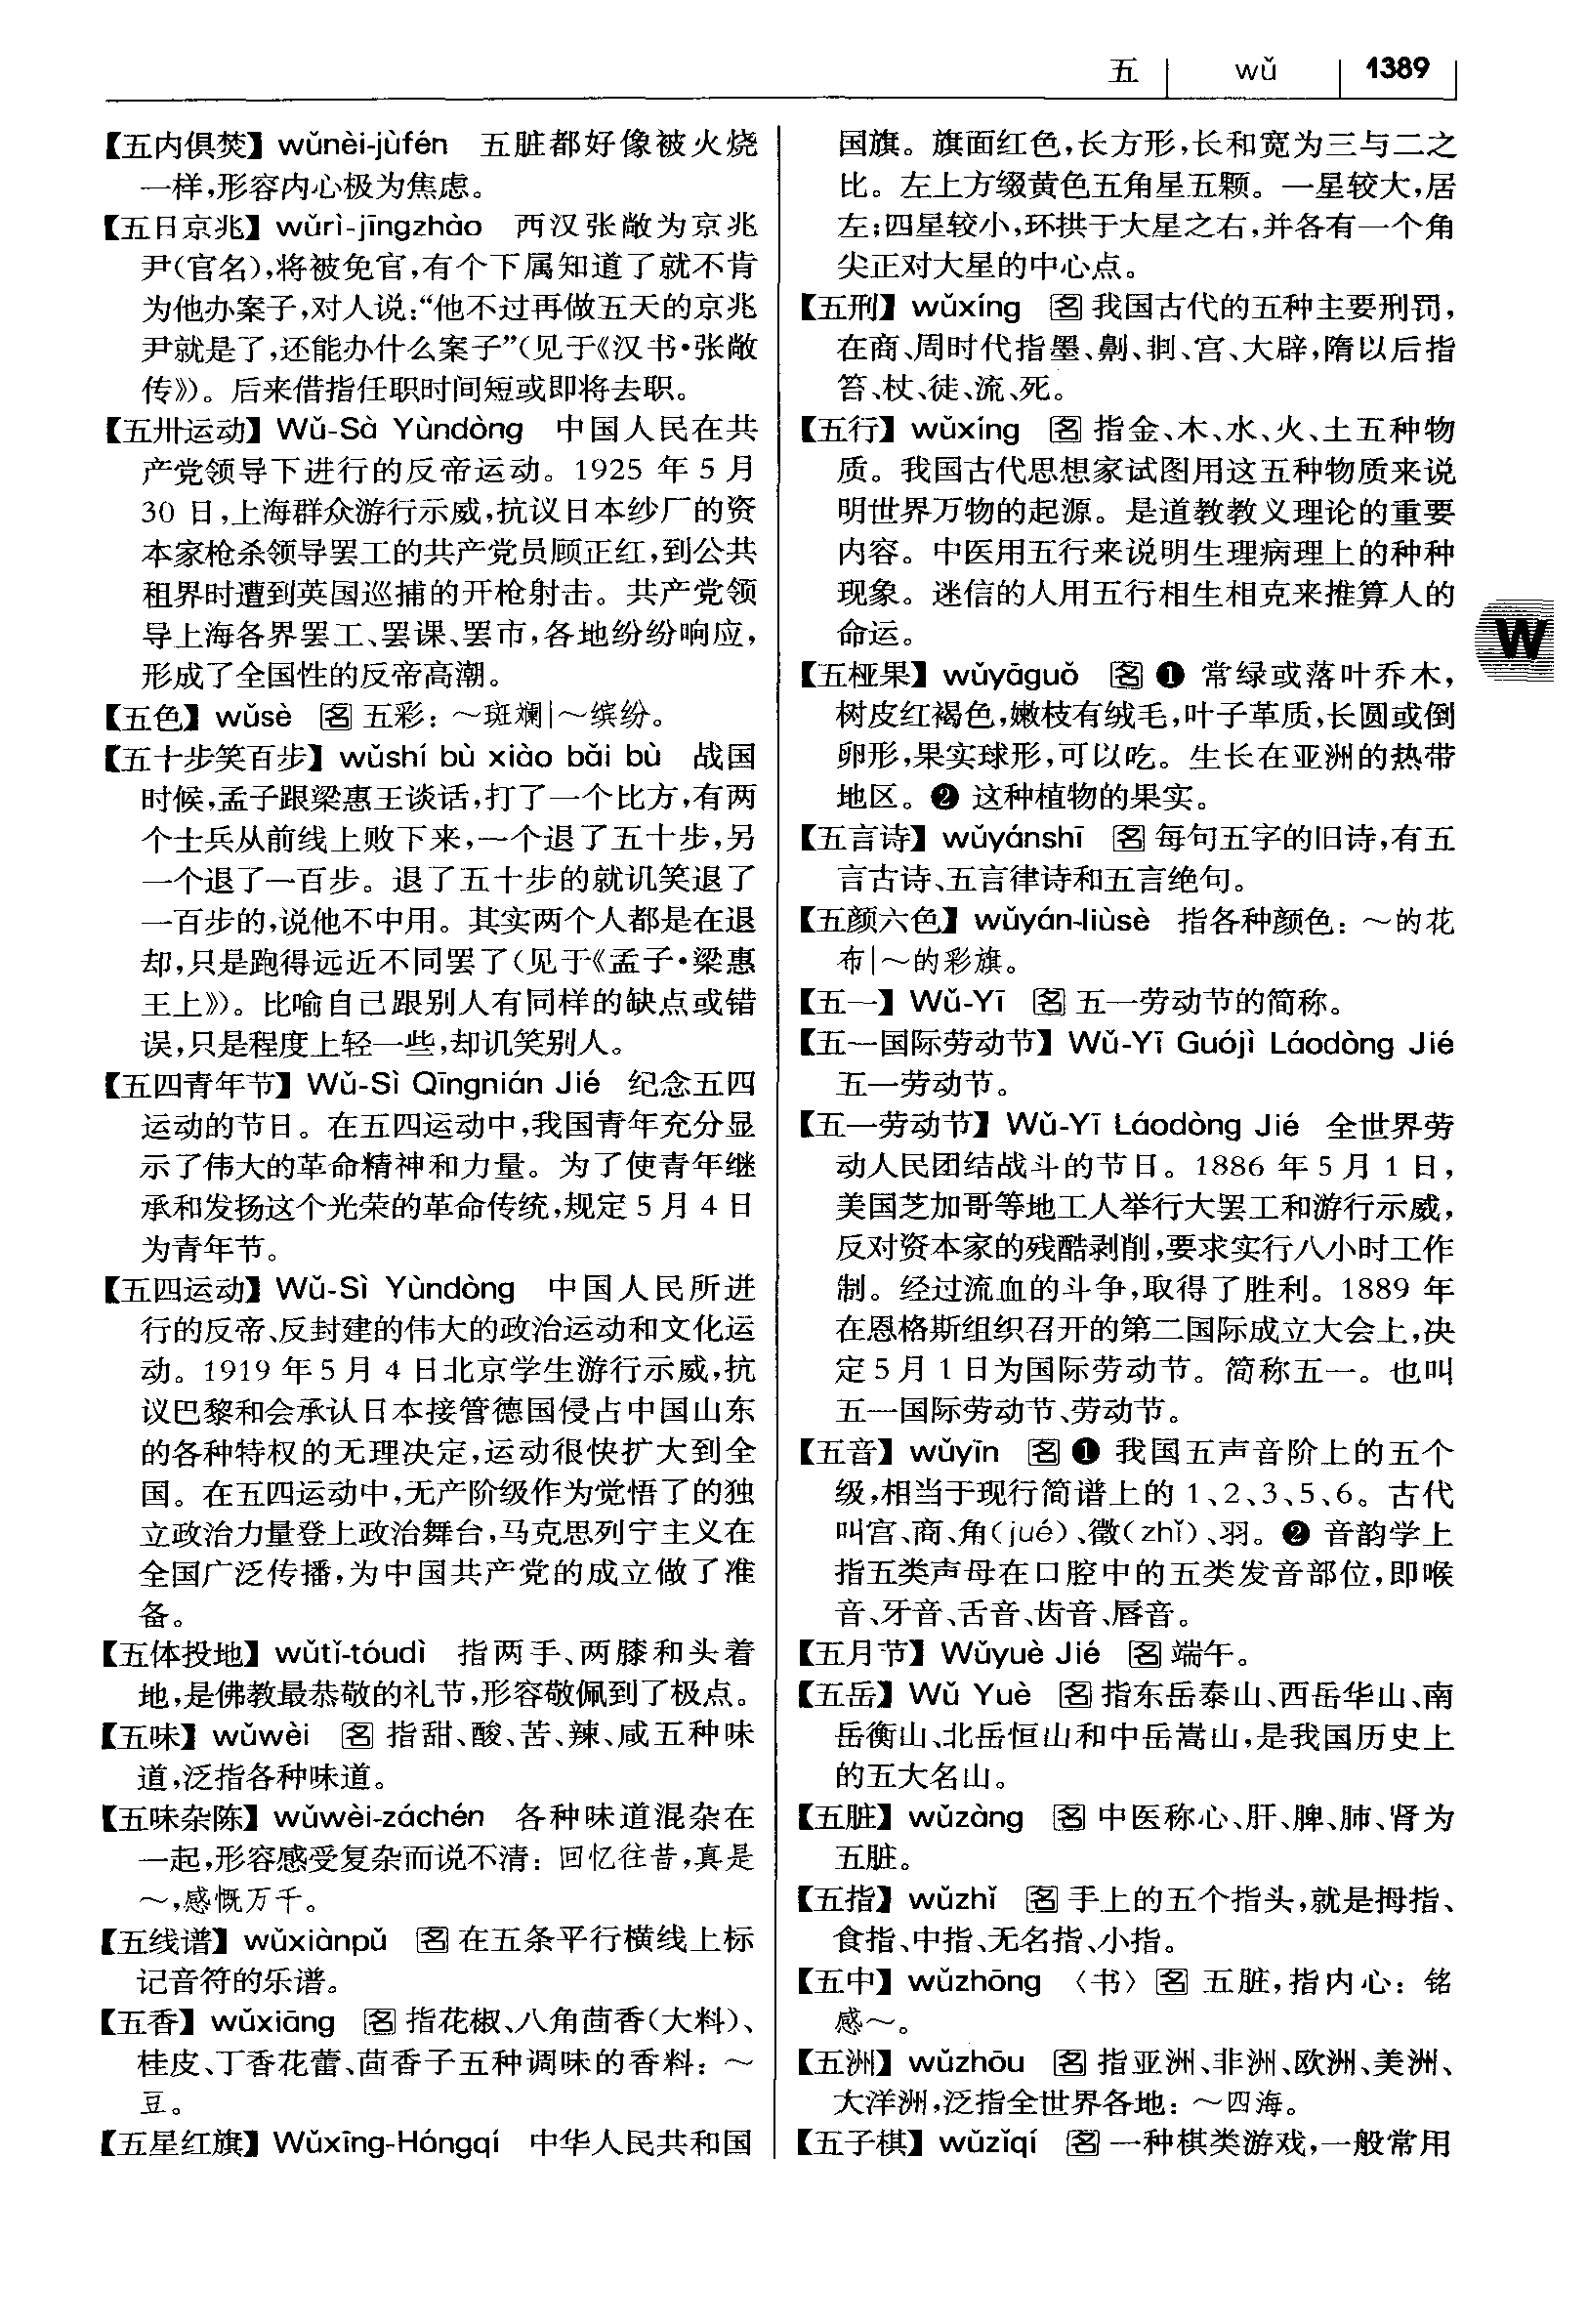 五 wǔ 1389
【五内俱焚】wǔnèi-jùfén 五脏都好像被火烧
一样,形容内心极为焦虑。
【五日京兆】wǔrì-jīngzhào 两汉张敞为京兆
尹(官名),将被免官,有个下属知道了就不肯
为他办案子,对人说:“他不过再做五天的京兆
尹就是了,还能办什么案子”(见于《汉书·张敞
传》)。后来借指任职时间短或即将去职。
【五卅运动】Wǔ-Sà Yùndòng 中国人民在共
产党领导下进行的反帝运动。1925 年 5 月
30 日,上海群众游行示威,抗议日本纱厂的资
本家枪杀领导罢工的共产党员顾正红,到公共
租界时遭到英国巡捕的开枪射击。共产党领
导上海各界罢工、罢课、罢市,各地纷纷响应,
形成了全国性的反帝高潮。
【五色】wǔsè 名 五彩:～斑斓|～缤纷。
【五十步笑百步】wǔshí bù xiào bǎi bù 战国
时候,孟子跟梁惠王谈话,打了一个比方,有两
个士兵从前线上败下来,一个退了五十步,另
一个退了一百步。退了五十步的就讥笑退了
一百步的,说他不中用。其实两个人都是在退
却,只是跑得远近不同罢了(见于《孟子·梁惠
王上》)。比喻自己跟别人有同样的缺点或错
误,只是程度上轻一些,却讥笑别人。
【五四青年节】Wǔ-Sì Qīngnián Jié 纪念五四
运动的节日。在五四运动中,我国青年充分显
示了伟大的革命精神和力量。为了使青年继
承和发扬这个光荣的革命传统,规定 5 月 4 日
为青年节。
【五四运动】Wǔ-Sì Yùndòng 中国人民所进
行的反帝、反封建的伟大的政治运动和文化运
动。1919 年 5 月 4 日北京学生游行示威,抗
议巴黎和会承认日本接管德国侵占中国山东
的各种特权的无理决定,运动很快扩大到全
国。在五四运动中,无产阶级作为觉悟了的独
立政治力量登上政治舞台,马克思列宁主义在
全国广泛传播,为中国共产党的成立做了准
备。
【五体投地】wǔtǐ-tóudì 指两手、两膝和头着
地,是佛教最恭敬的礼节,形容敬佩到了极点。
【五味】wǔwèi 名 指甜、酸、苦、辣、咸五种味
道,泛指各种味道。
【五味杂陈】wǔwèi-záchén 各种味道混杂在
一起,形容感受复杂而说不清:回忆往昔,真是
～,感慨万千。
【五线谱】wǔxiànpǔ 名 在五条平行横线上标
记音符的乐谱。
【五香】wǔxiāng 名 指花椒、八角茴香(大料)、
桂皮、丁香花蕾、茴香子五种调味的香料:～
豆。
【五星红旗】Wǔxīng-Hóngqí 中华人民共和国
国旗。旗面红色,长方形,长和宽为三与二之
比。左上方缀黄色五角星五颗。一星较大,居
左;四星较小,环拱于大星之右,并各有一个角
尖正对大星的中心点。
【五刑】wǔxíng 名 我国古代的五种主要刑罚,
在商、周时代指墨、劓、剕、宫、大辟,隋以后指
笞、杖、徒、流、死。
【五行】wǔxíng 名 指金、木、水、火、土五种物
质。我国古代思想家试图用这五种物质来说
明世界万物的起源。是道教教义理论的重要
内容。中医用五行来说明生理病理上的种种
现象。迷信的人用五行相生相克来推算人的
命运。
【五桠果】wǔyāguǒ 名 ❶ 常绿或落叶乔木,
树皮红褐色,嫩枝有绒毛,叶子革质,长圆或倒
卵形,果实球形,可以吃。生长在亚洲的热带
地区。❷ 这种植物的果实。
【五言诗】wǔyánshī 名 每句五字的旧诗,有五
言古诗、五言律诗和五言绝句。
【五颜六色】wǔyán-liùsè 指各种颜色:～的花
布|～的彩旗。
【五一】Wǔ-Yī 名 五一劳动节的简称。
【五一国际劳动节】Wǔ-Yī Guójì Láodòng Jié
五一劳动节。
【五一劳动节】Wǔ-Yī Láodòng Jié 全世界劳
动人民团结战斗的节日。1886 年 5 月 1 日,
美国芝加哥等地工人举行大罢工和游行示威,
反对资本家的残酷剥削,要求实行八小时工作
制。经过流血的斗争,取得了胜利。1889 年
在恩格斯组织召开的第二国际成立大会上,决
定 5 月 1 日为国际劳动节。简称五一。也叫
五一国际劳动节、劳动节。
【五音】wǔyīn 名 ❶ 我国五声音阶上的五个
级,相当于现行简谱上的 1、2、3、5、6。古代
叫宫、商、角(jué)、徵(zhǐ)、羽。❷ 音韵学上
指五类声母在口腔中的五类发音部位,即喉
音、牙音、舌音、齿音、唇音。
【五月节】Wǔyuè Jié 名 端午。
【五岳】Wǔ Yuè 名 指东岳泰山、西岳华山、南
岳衡山、北岳恒山和中岳嵩山,是我国历史上
的五大名山。
【五脏】wǔzàng 名 中医称心、肝、脾、肺、肾为
五脏。
【五指】wǔzhǐ 名 手上的五个指头,就是拇指、
食指、中指、无名指、小指。
【五中】wǔzhōng 〈书〉名 五脏,指内心:铭
感～。
【五洲】wǔzhōu 名 指亚洲、非洲、欧洲、美洲、
大洋洲,泛指全世界各地:～四海。
【五子棋】wǔzǐqí 名 一种棋类游戏,一般常用
W